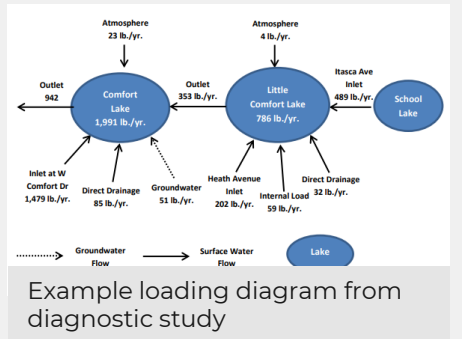 Atmosphere
23 lb./yr.
Atmosphere
4 lb./yr.
Outlet
942
Comfort
Lake
1,991 lb./yr.
Outlet
353 lb./yr.
Little
Comfort Lake
786 lb./yr.
Itasca Ave
Inlet
489 lb./yr.
School
Lake
Inlet at W
Comfort Dr
1,479 lb./yr.
Direct Drainage
85 lb./yr.
Groundwater
51 lb./yr.
Heath Avenue
Inlet
202 lb./yr.
Internal Load
59 lb./yr.
Direct Drainage
32 lb./yr.
Groundwater
Flow
Surface Water
Flow
Lake
Example loading diagram from
diagnostic study